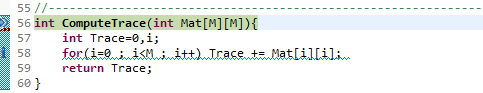 55 //-----------------------------------------------------------------
56 int ComputeTrace(int Mat[M][M]){
57     int Trace=0,i;
58     for(i=0 ; i<M ; i++) Trace += Mat[i][i];
59     return Trace;
60 }